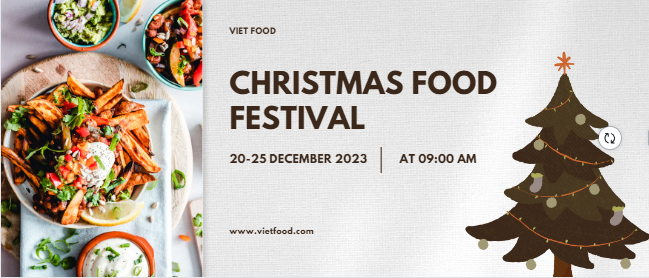 VIET FOOD
CHRISTMAS FOOD
FESTIVAL
20-25 DECEMBER 2023 AT 09:00 AM
www.vietfood.com